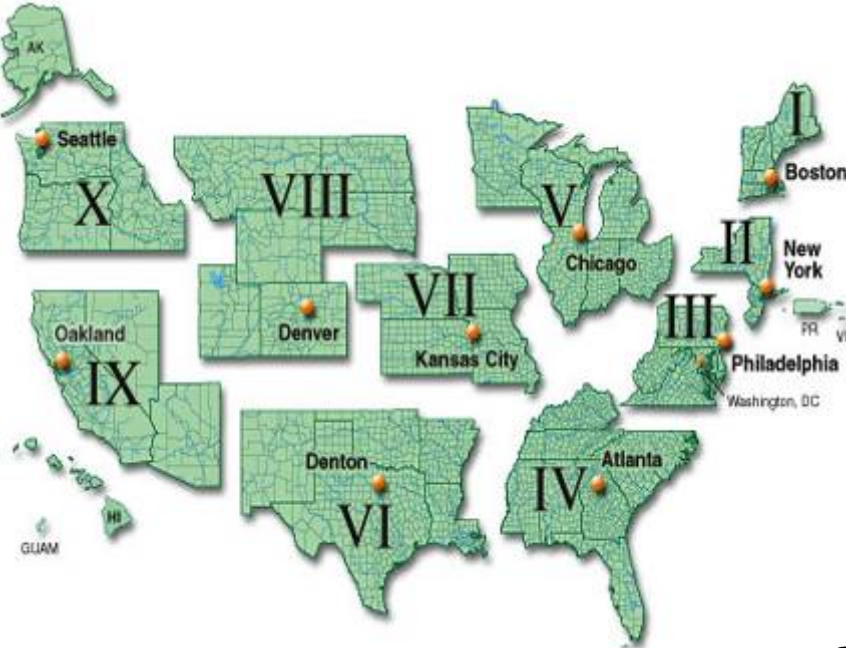 AK
Seattle
X
VIII
V
Chicago
I
Boston
II
New
York
PR
III
Philadelphia
Washington, DC
VII
Kansas City
Denver
Oakland
IX
HI
GUAM
Denton
VI
IV
Atlanta